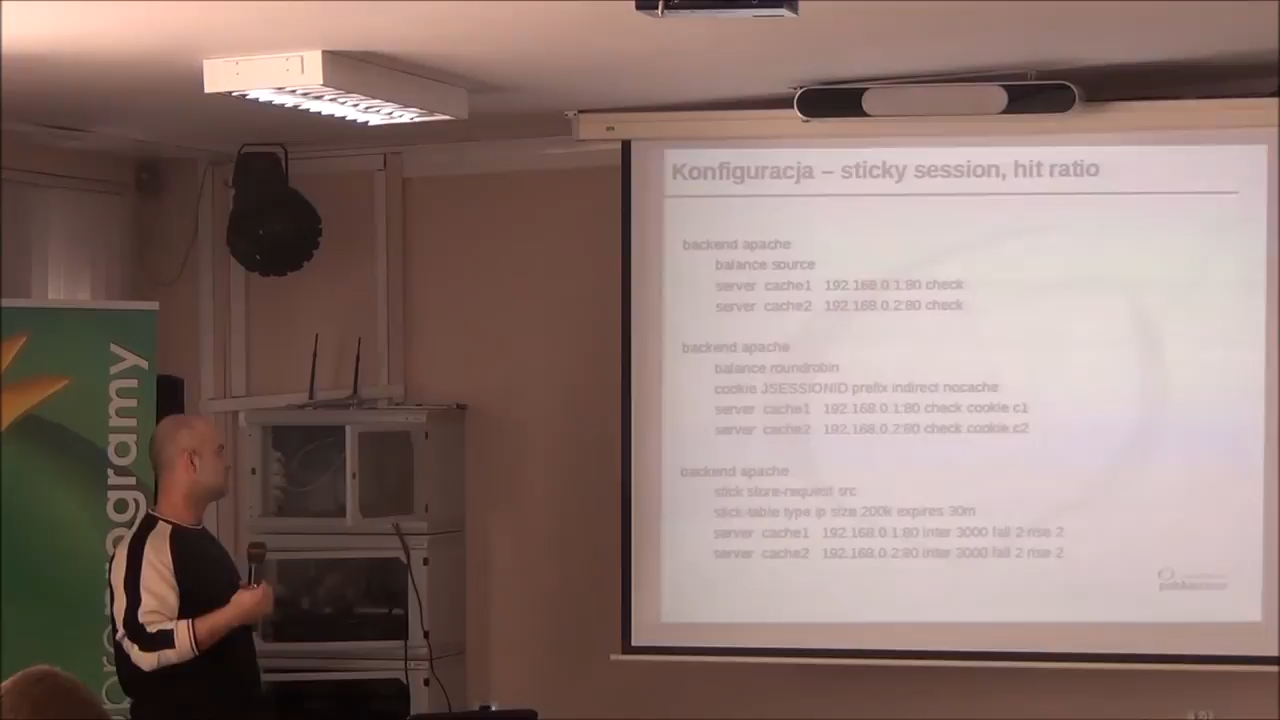 Konfiguracja – sticky session, hit ratio
backend apache
balance source
server cache1 192.168.0.1:80 check
server cache2 192.168.0.2:80 check
backend apache
balance roundrobin
cookie JSESSIONID prefix indirect nocache
server cache1 192.168.0.1:80 check cookie c1
server cache2 192.168.0.2:80 check cookie c2
backend apache
stick store-request src
stick-table type ip size 200k expires 30m
server cache1 192.168.0.1:80 inter 3000 fall 2 rise 2
server cache2 192.168.0.2:80 inter 3000 fall 2 rise 2
programy